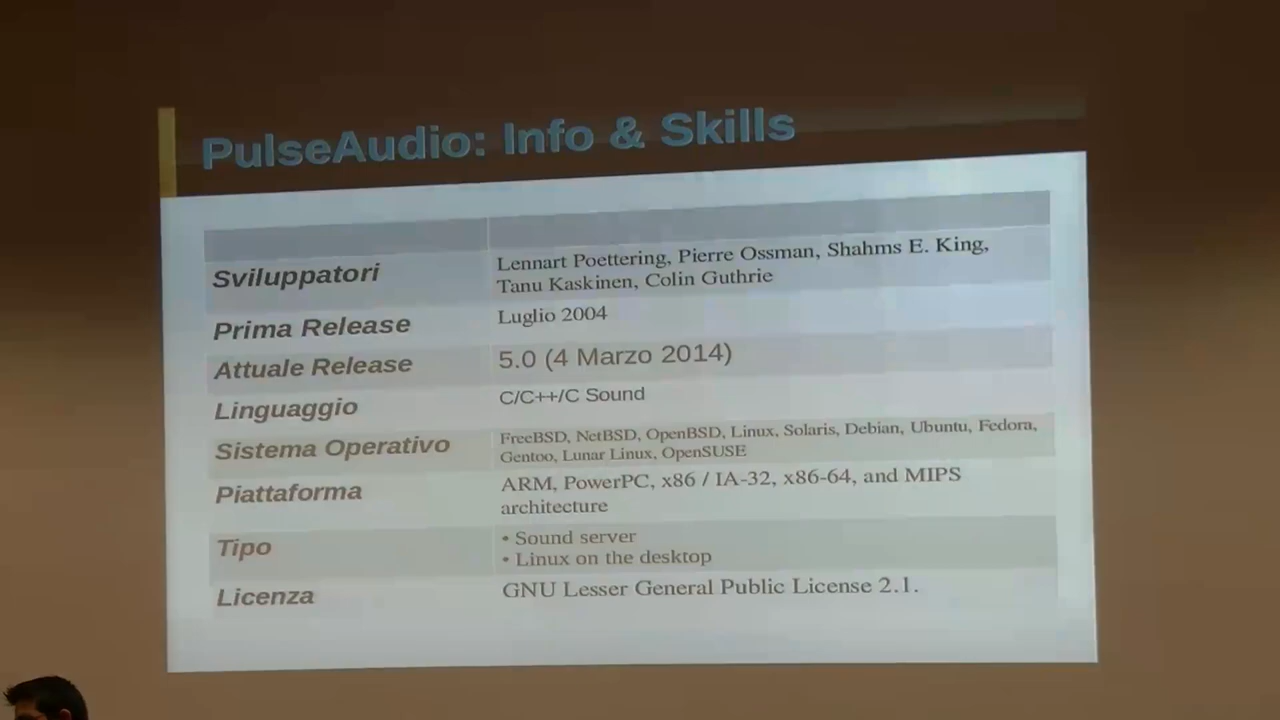 PulseAudio: Info & Skills
Sviluppatori
Lennart Poettering, Pierre Ossman, Shahms E. King,
Tanu Kaskinen, Colin Guthrie
Prima Release
Luglio 2004
Attuale Release
5.0 (4 Marzo 2014)
Linguaggio
C/C++/C Sound
Sistema Operativo
FreeBSD, NetBSD, OpenBSD, Linux, Solaris, Debian, Ubuntu, Fedora,
Gentoo, Lunar Linux, OpenSUSE
Piattaforma
ARM, PowerPC, x86 / IA-32, x86-64, and MIPS
architecture
Tipo
• Sound server
• Linux on the desktop
Licenza
GNU Lesser General Public License 2.1.